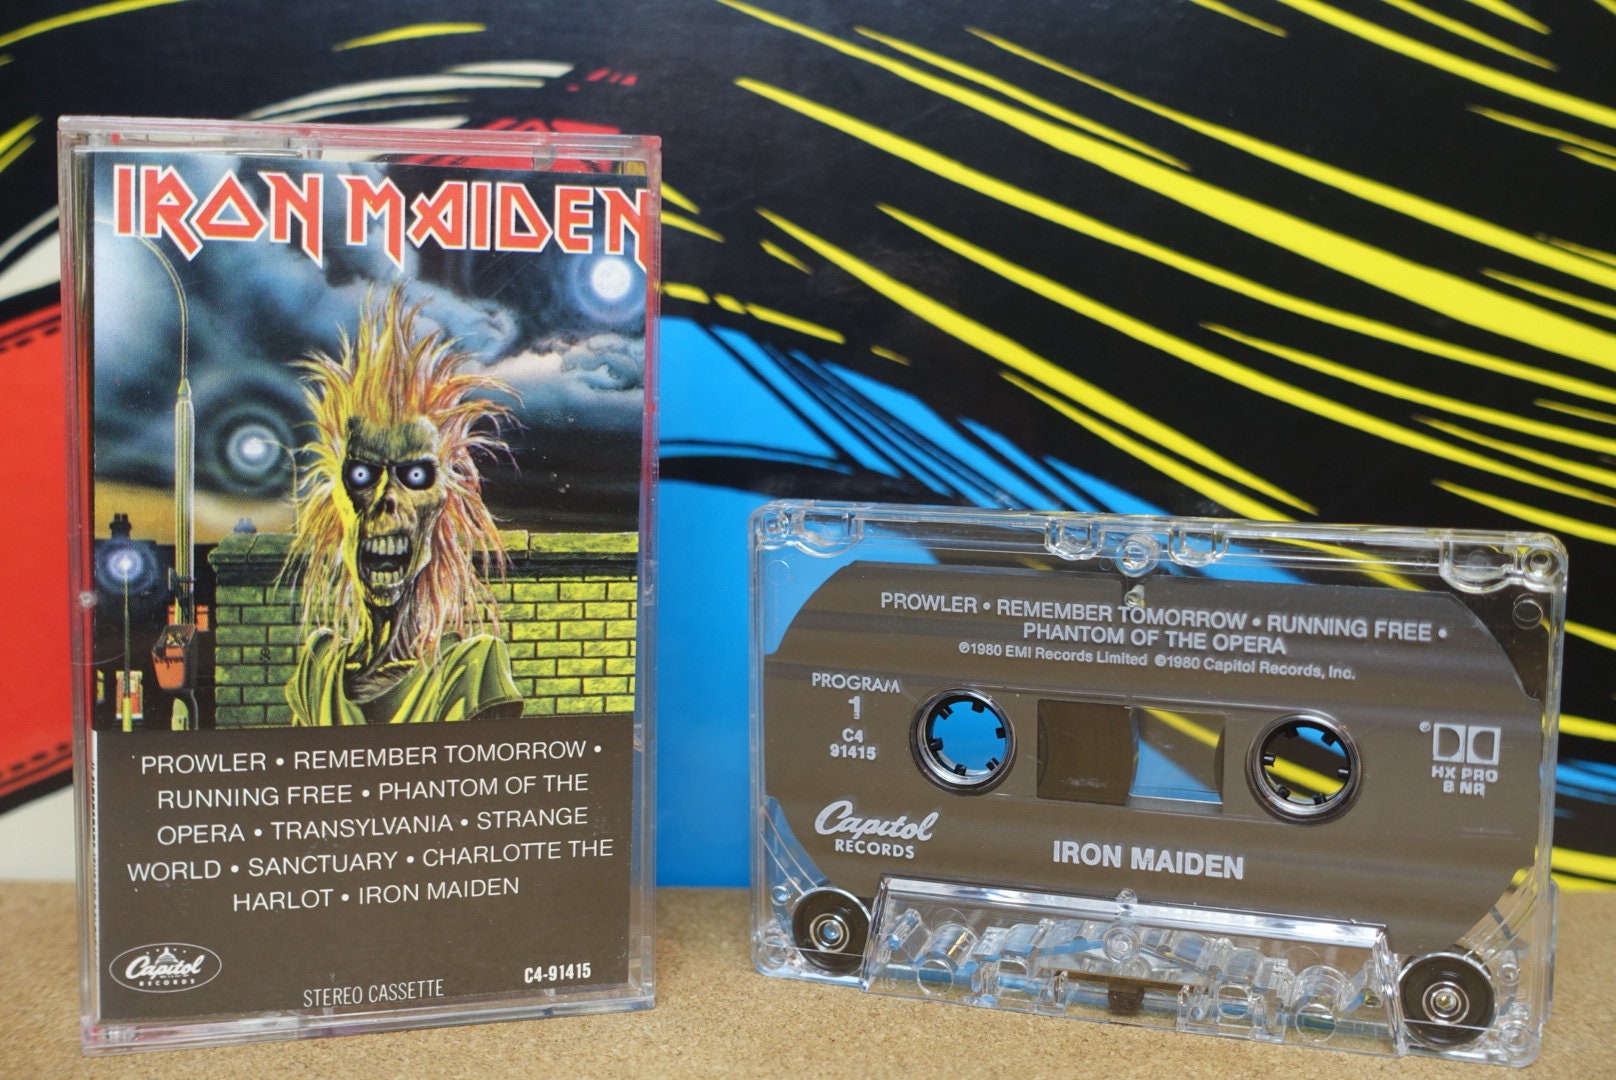 IRON MAIDEN
PROWLER • REMEMBER TOMORROW •
RUNNING FREE • PHANTOM OF THE
OPERA • TRANSYLVANIA • STRANGE
WORLD • SANCTUARY • CHARLOTTE THE
HARLOT • IRON MAIDEN
Capitol
RECORDS
STEREO CASSETTE
C4-91415
PROWLER • REMEMBER TOMORROW • RUNNING FREE •
PHANTOM OF THE OPERA
℗1980 EMI Records Limited ©1980 Capitol Records, Inc.
PROGRAM
1
C4
91415
HX PRO
B NR
Capitol
RECORDS
IRON MAIDEN